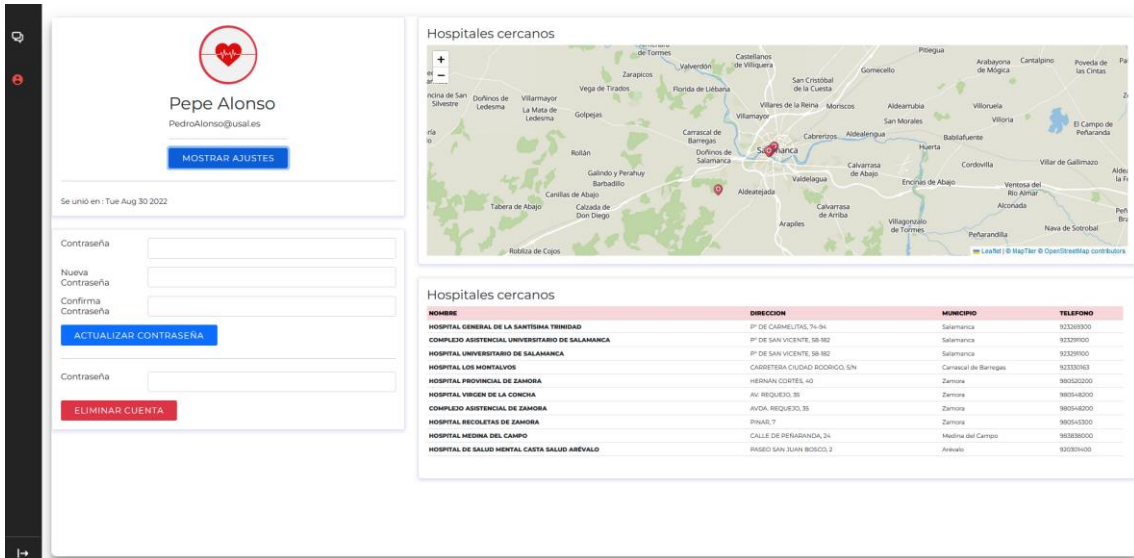 Pepe Alonso
PedroAlonso@usal.es
MOSTRAR AJUSTES
Se unió en : Tue Aug 30 2022
Contraseña
Nueva
Contraseña
Confirma
Contraseña
ACTUALIZAR CONTRASEÑA
Contraseña
ELIMINAR CUENTA
Hospitales cercanos
+
−
de Tormes
Valverdón
Castellanos
de Villiquera
Pitiegua
Zarapicos
Gomecello
Arabayona
de Mógica
Cantalpino
Poveda de
las Cintas
ncina de San
Silvestre
Doñinos de
Ledesma
Villarmayor
La Mata de
Ledesma
Vega de Tirados
Golpejas
Florida de Liébana
San Cristóbal
de la Cuesta
Villares de la Reina
Moriscos
Aldearrubia
Villoruela
Villamayor
San Morales
Villoria
El Campo de
Peñaranda
Carrascal de
Barregas
Cabrerizos
Aldealengua
Babilafuente
Huerta
Rollán
Doñinos de
Salamanca
Salamanca
Calvarrasa
de Abajo
Cordovilla
Villar de Gallimazo
Galindo y Perahuy
Barbadillo
Valdelagua
Encinas de Abajo
Ventosa del
Río Almar
Canillas de Abajo
Aldeatejada
Tabera de Abajo
Calzada de
Don Diego
Calvarrasa
de Arriba
Alconada
Arapiles
Villagonzalo
de Tormes
Peñarandilla
Nava de Sotrobal
Robliza de Cojos
Leaflet | © MapTiler © OpenStreetMap contributors
Hospitales cercanos
NOMBRE DIRECCION MUNICIPIO TELEFONO
HOSPITAL GENERAL DE LA SANTÍSIMA TRINIDAD Pº DE CARMELITAS, 74-94 Salamanca 923269300
COMPLEJO ASISTENCIAL UNIVERSITARIO DE SALAMANCA Pº DE SAN VICENTE, 58-182 Salamanca 923291100
HOSPITAL UNIVERSITARIO DE SALAMANCA Pº DE SAN VICENTE, 58-182 Salamanca 923291100
HOSPITAL LOS MONTALVOS CARRETERA CIUDAD RODRIGO, S/N Carrascal de Barregas 923330163
HOSPITAL PROVINCIAL DE ZAMORA HERNÁN CORTÉS, 40 Zamora 980520200
HOSPITAL VIRGEN DE LA CONCHA AV. REQUEJO, 35 Zamora 980548200
COMPLEJO ASISTENCIAL DE ZAMORA AVDA. REQUEJO, 35 Zamora 980548200
HOSPITAL RECOLETAS DE ZAMORA PINAR, 7 Zamora 980545300
HOSPITAL MEDINA DEL CAMPO CALLE DE PEÑARANDA, 24 Medina del Campo 983838000
HOSPITAL DE SALUD MENTAL CASTA SALUD ARÉVALO PASEO SAN JUAN BOSCO, 2 Arévalo 920301400